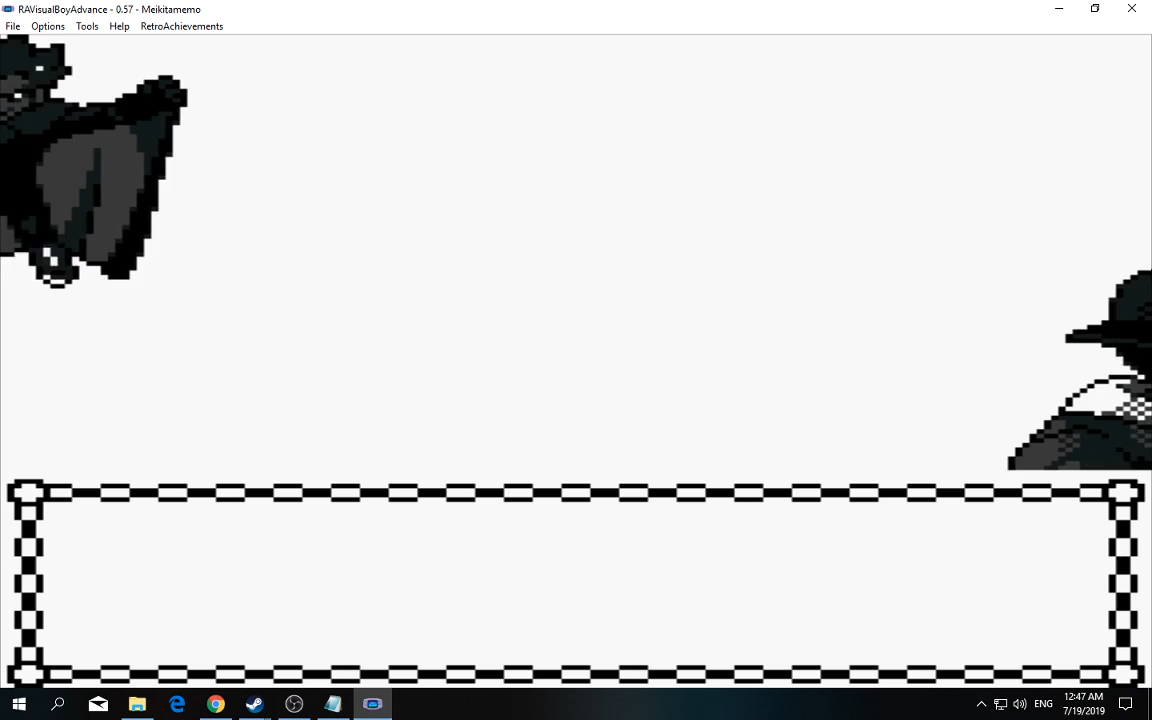 RAVisualBoyAdvance - 0.57 - Meikitamemo
File Options Tools Help RetroAchievements
ENG
12:47 AM
7/19/2019